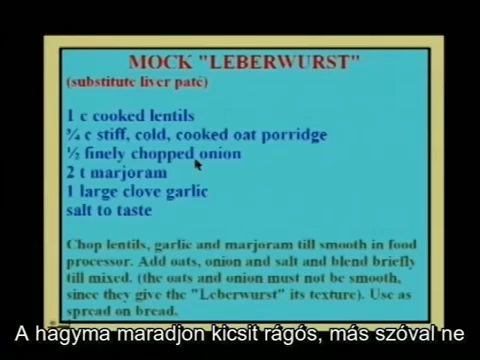 MOCK "LEBERWURST"
(substitute liver paté)
1 c cooked lentils
¾ c stiff, cold, cooked oat porridge
½ finely chopped onion
2 t marjoram
1 large clove garlic
salt to taste
Chop lentils, garlic and marjoram till smooth in food
processor. Add oats, onion and salt and blend briefly
till mixed. (the oats and onion must not be smooth,
since they give the "Leberwurst" its texture). Use as
spread on bread.
A hagyma maradjon kicsit rágós, más szóval ne